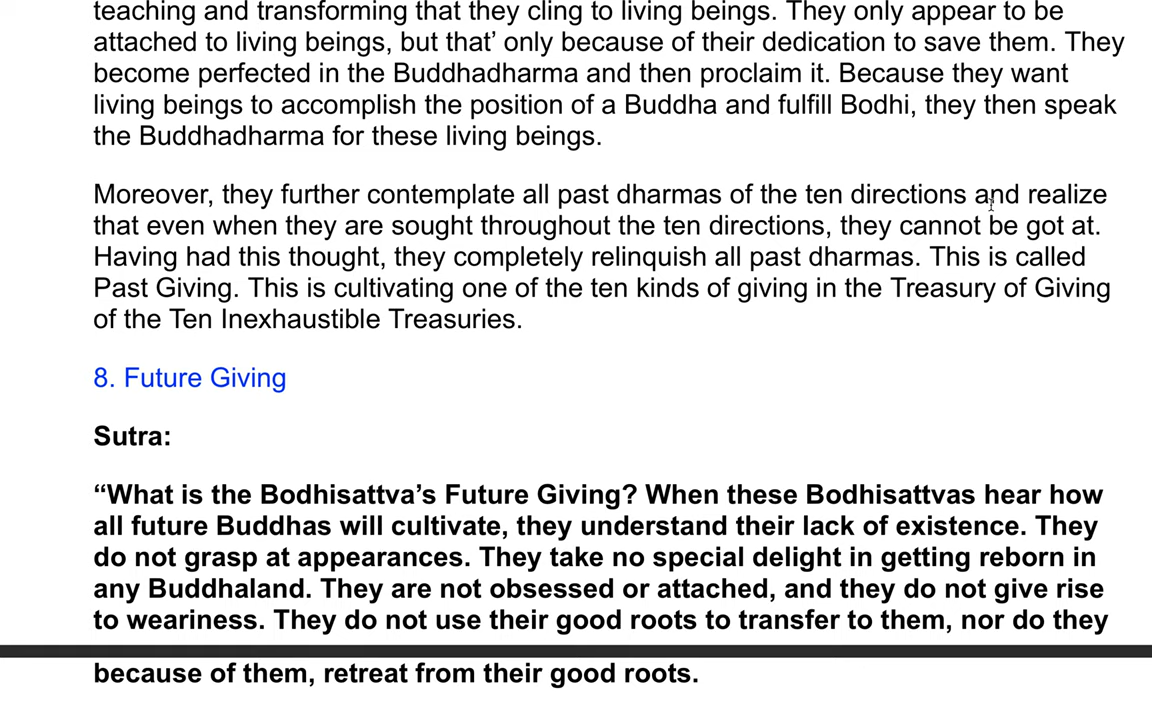 teaching and transforming that they cling to living beings. They only appear to be
attached to living beings, but that’ only because of their dedication to save them. They
become perfected in the Buddhadharma and then proclaim it. Because they want
living beings to accomplish the position of a Buddha and fulfill Bodhi, they then speak
the Buddhadharma for these living beings.
Moreover, they further contemplate all past dharmas of the ten directions and realize
that even when they are sought throughout the ten directions, they cannot be got at.
Having had this thought, they completely relinquish all past dharmas. This is called
Past Giving. This is cultivating one of the ten kinds of giving in the Treasury of Giving
of the Ten Inexhaustible Treasuries.
8. Future Giving
Sutra:
“What is the Bodhisattva’s Future Giving? When these Bodhisattvas hear how
all future Buddhas will cultivate, they understand their lack of existence. They
do not grasp at appearances. They take no special delight in getting reborn in
any Buddhaland. They are not obsessed or attached, and they do not give rise
to weariness. They do not use their good roots to transfer to them, nor do they
because of them, retreat from their good roots.